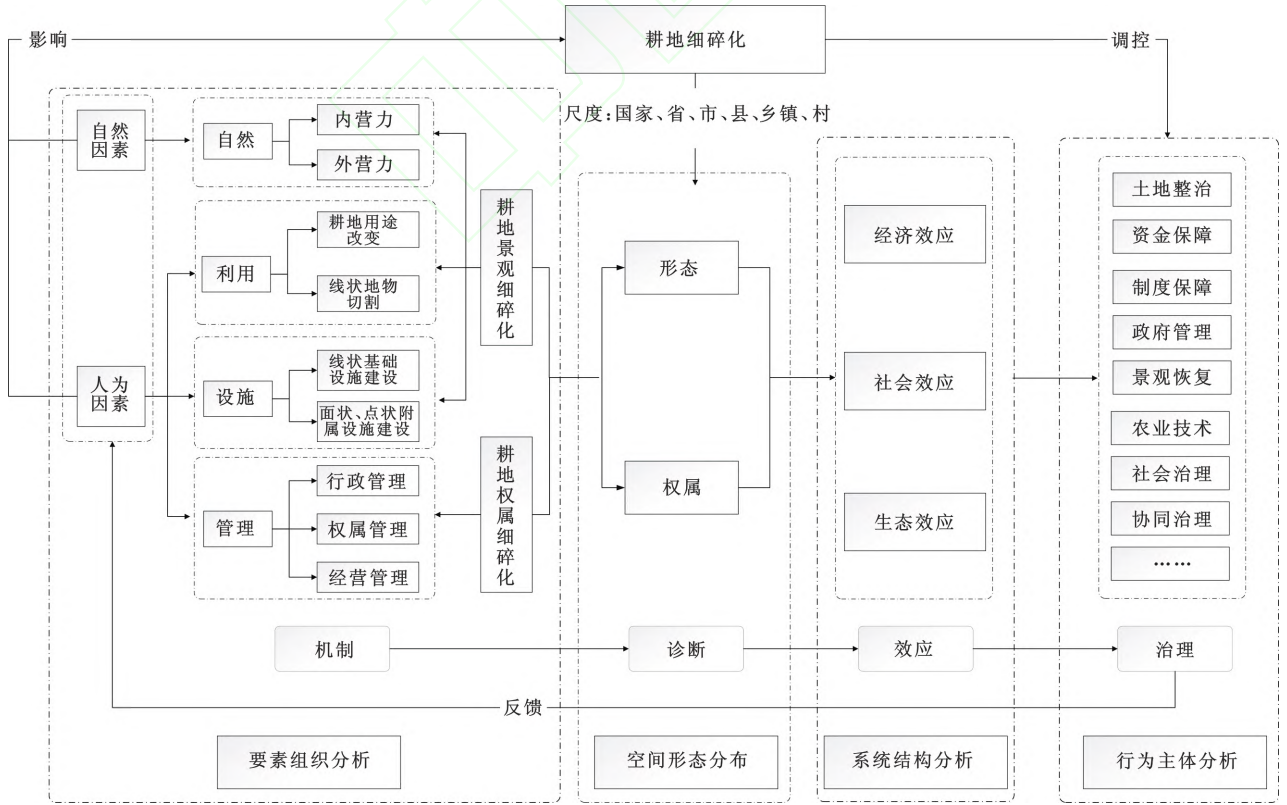 影响
耕地细碎化
调控
尺度:国家、省、市、县、乡镇、村
自然
因素
自然
内营力
外营力
人为
因素
利用
耕地用途
改变
线状地物
切割
设施
线状基础
设施建设
面状、点状附
属设施建设
管理
行政管理
权属管理
经营管理
耕地景观细碎化
耕地权属细碎化
形态
权属
经济效应
社会效应
生态效应
土地整治
资金保障
制度保障
政府管理
景观恢复
农业技术
社会治理
协同治理
……
机制
诊断
效应
治理
反馈
要素组织分析
空间形态分布
系统结构分析
行为主体分析